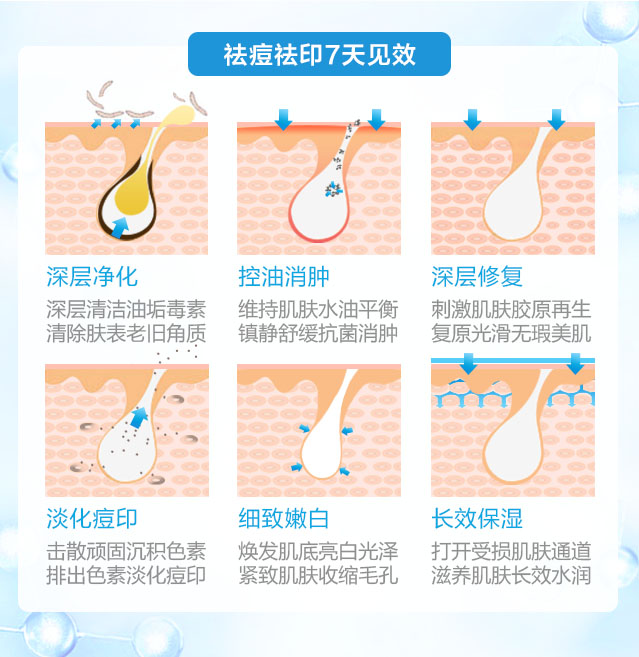 祛痘祛印7天见效
深层净化
深层清洁油垢毒素
清除肤表老旧角质
控油消肿
维持肌肤水油平衡
镇静舒缓抗菌消肿
深层修复
刺激肌肤胶原再生
复原光滑无瑕美肌
淡化痘印
击散顽固沉积色素
排出色素淡化痘印
细致嫩白
焕发肌底亮白光泽
紧致肌肤收缩毛孔
长效保湿
打开受损肌肤通道
滋养肌肤长效水润